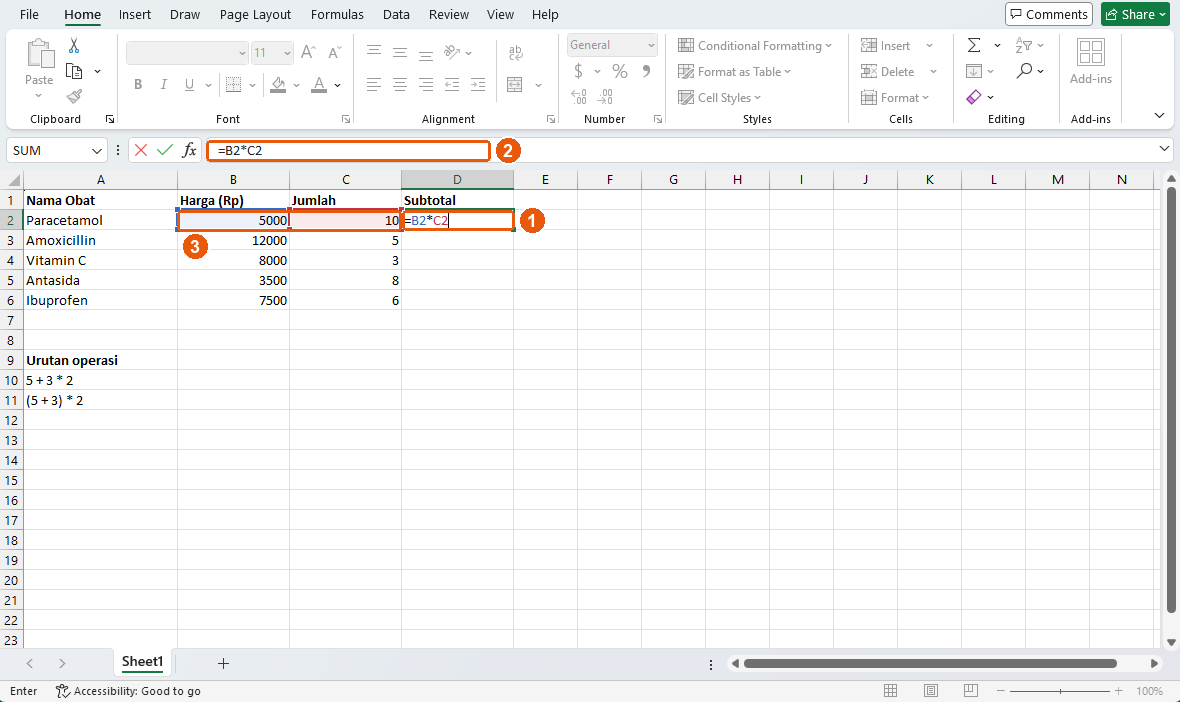 File Home Insert Draw Page Layout Formulas Data Review View Help Comments Share
Paste
Clipboard
11
B I U A
Font
ab
Alignment
General
$ % 9
.00
Number
Conditional Formatting
Format as Table
Cell Styles
Styles
Insert
Delete
Format
Cells
Editing
Add-ins
Add-ins
SUM fx =B2*C2 2
A B C D E F G H I J K L M N
1 Nama Obat Harga (Rp) Jumlah Subtotal
2 Paracetamol 5000 10 =B2*C2 1
3 Amoxicillin 3 12000 5
4 Vitamin C 8000 3
5 Antasida 3500 8
6 Ibuprofen 7500 6
7
8
9 Urutan operasi
10 5 + 3 * 2
11 (5 + 3) * 2
12
13
14
15
16
17
18
19
20
21
22
23
Sheet1
Enter Accessibility: Good to go 100%